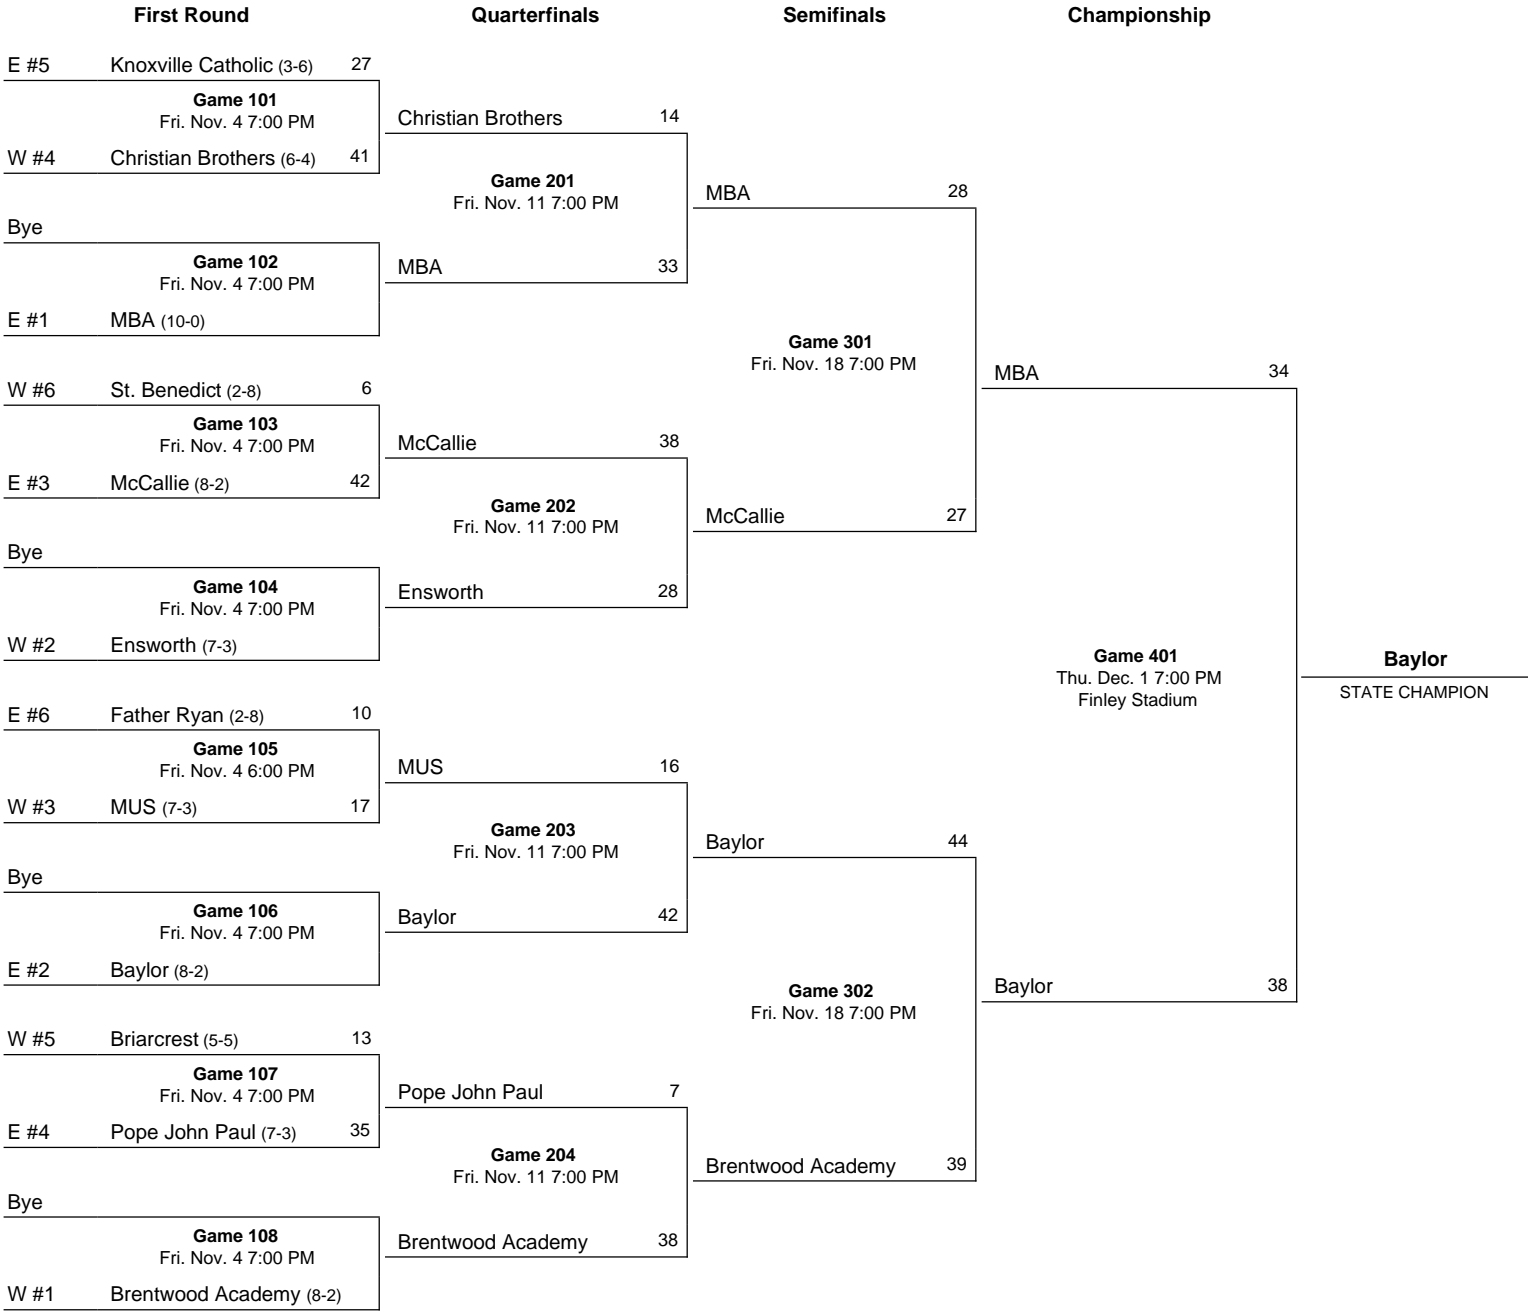 First Round Quarterfinals Semifinals Championship
E #5 Knoxville Catholic (3-6) 27
Game 101
Fri. Nov. 4 7:00 PM
W #4 Christian Brothers (6-4) 41
Bye
Game 102
Fri. Nov. 4 7:00 PM
E #1 MBA (10-0)
W #6 St. Benedict (2-8) 6
Game 103
Fri. Nov. 4 7:00 PM
E #3 McCallie (8-2) 42
Bye
Game 104
Fri. Nov. 4 7:00 PM
W #2 Ensworth (7-3)
E #6 Father Ryan (2-8) 10
Game 105
Fri. Nov. 4 6:00 PM
W #3 MUS (7-3) 17
Bye
Game 106
Fri. Nov. 4 7:00 PM
E #2 Baylor (8-2)
W #5 Briarcrest (5-5) 13
Game 107
Fri. Nov. 4 7:00 PM
E #4 Pope John Paul (7-3) 35
Bye
Game 108
Fri. Nov. 4 7:00 PM
W #1 Brentwood Academy (8-2)
Christian Brothers 14
Game 201
Fri. Nov. 11 7:00 PM
MBA 33
McCallie 38
Game 202
Fri. Nov. 11 7:00 PM
Ensworth 28
MUS 16
Game 203
Fri. Nov. 11 7:00 PM
Baylor 42
Pope John Paul 7
Game 204
Fri. Nov. 11 7:00 PM
Brentwood Academy 38
MBA 28
Game 301
Fri. Nov. 18 7:00 PM
McCallie 27
Baylor 44
Game 302
Fri. Nov. 18 7:00 PM
Brentwood Academy 39
MBA 34
Game 401
Thu. Dec. 1 7:00 PM
Finley Stadium
Baylor 38
Baylor
STATE CHAMPION